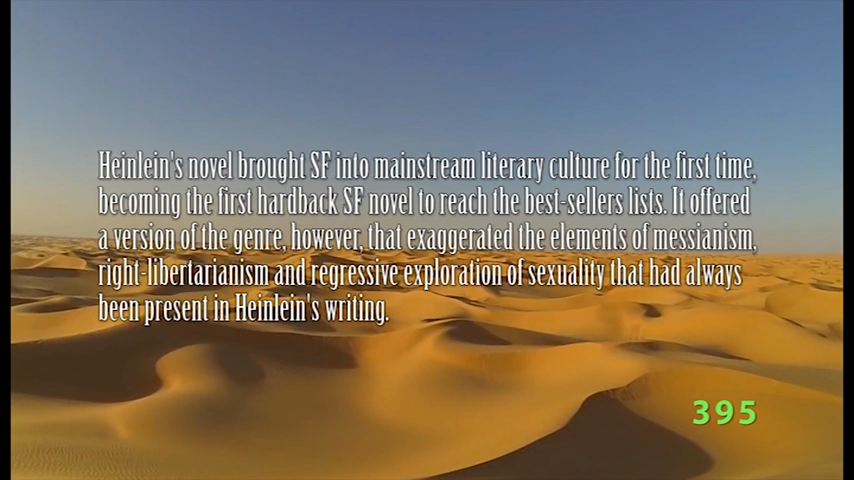 Heinlein's novel brought SF into mainstream literary culture for the first time,
becoming the first hardback SF novel to reach the best-sellers lists. It offered
a version of the genre, however, that exaggerated the elements of messianism,
right-libertarianism and regressive exploration of sexuality that had always
been present in Heinlein's writing.
395